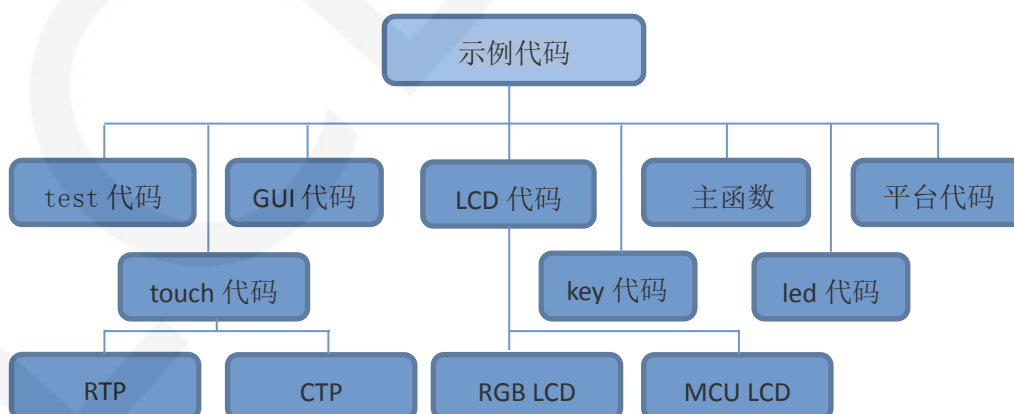 示例代码
test 代码
GUI 代码
LCD 代码
主函数
平台代码
touch 代码
key 代码
led 代码
RTP
CTP
RGB LCD
MCU LCD